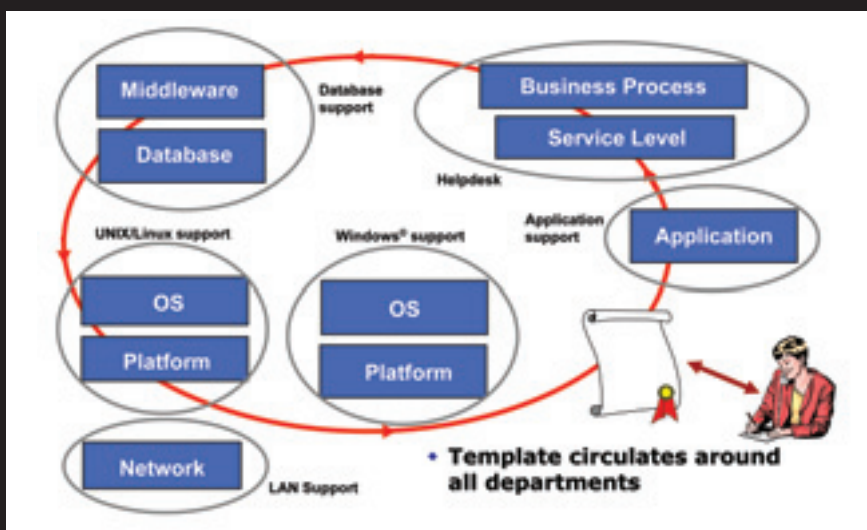 Middleware
Database
Database
support
Business Process
Service Level
Helpdesk
Application
support
Application
UNIX/Linux support
OS
Platform
Windows® support
OS
Platform
Network
LAN Support
• Template circulates around
all departments